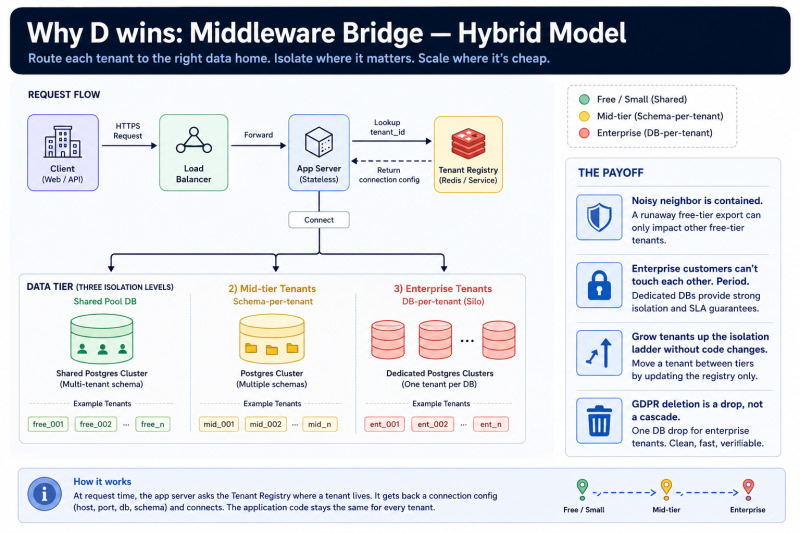 Why D wins: Middleware Bridge — Hybrid Model
Route each tenant to the right data home. Isolate where it matters. Scale where it's cheap.
REQUEST FLOW
Client
(Web / API)
HTTPS
Request
Load
Balancer
Forward
App Server
(Stateless)
Lookup
tenant_id
Return
connection config
Tenant Registry
(Redis / Service)
Connect
DATA TIER (THREE ISOLATION LEVELS)
Shared Pool DB
Shared Postgres Cluster
(Multi-tenant schema)
Example Tenants
free_001
free_002
...
free_n
2) Mid-tier Tenants
Schema-per-tenant
Postgres Cluster
(Multiple schemas)
Example Tenants
mid_001
mid_002
...
mid_n
3) Enterprise Tenants
DB-per-tenant (Silo)
...
Dedicated Postgres Clusters
(One tenant per DB)
Example Tenants
ent_001
ent_002
...
ent_n
Free / Small (Shared)
Mid-tier (Schema-per-tenant)
Enterprise (DB-per-tenant)
THE PAYOFF
Noisy neighbor is contained.
A runaway free-tier export can
only impact other free-tier
tenants.
Enterprise customers can't
touch each other. Period.
Dedicated DBs provide strong
isolation and SLA guarantees.
Grow tenants up the isolation
ladder without code changes.
Move a tenant between tiers
by updating the registry only.
GDPR deletion is a drop, not
a cascade.
One DB drop for enterprise
tenants. Clean, fast, verifiable.
How it works
At request time, the app server asks the Tenant Registry where a tenant lives. It gets back a connection config
(host, port, db, schema) and connects. The application code stays the same for every tenant.
Free / Small
Mid-tier
Enterprise